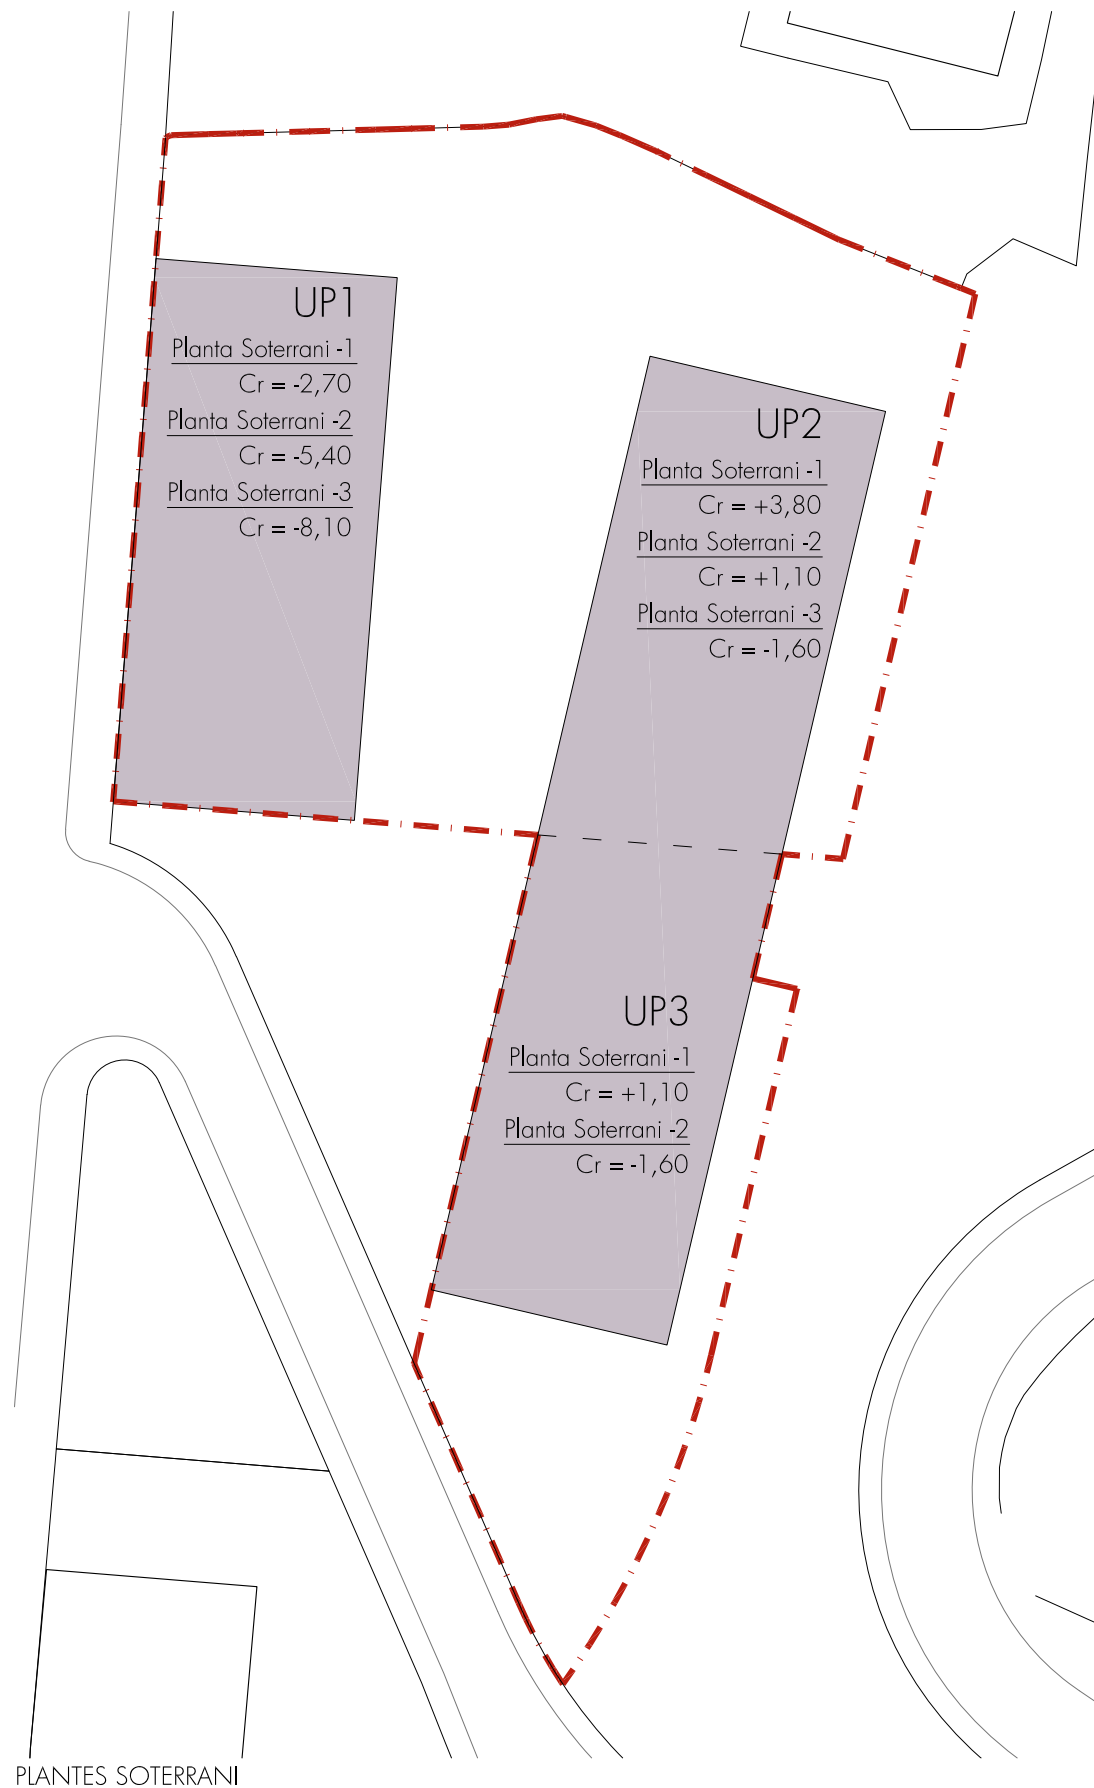 UP1
Planta Soterrani -1
Cr = -2,70
Planta Soterrani -2
Cr = -5,40
Planta Soterrani -3
Cr = -8,10
UP2
Planta Soterrani -1
Cr = +3,80
Planta Soterrani -2
Cr = +1,10
Planta Soterrani -3
Cr = -1,60
UP3
Planta Soterrani -1
Cr = +1,10
Planta Soterrani -2
Cr = -1,60
PLANTES SOTERRANI